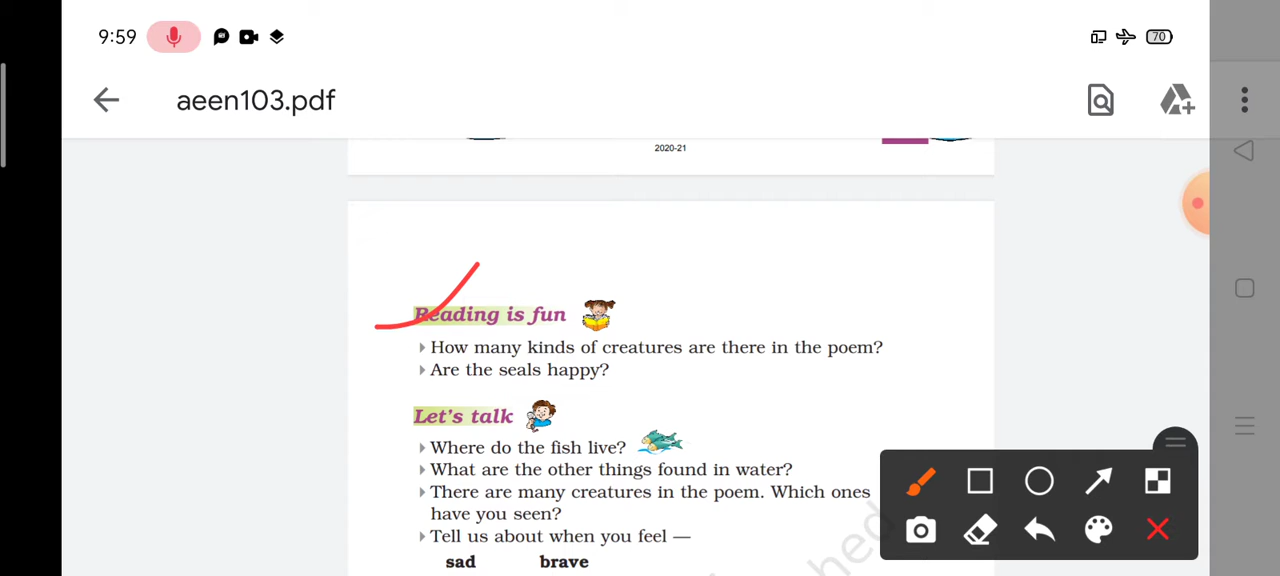 9:59
70
aeen103.pdf
2020-21
Reading is fun
How many kinds of creatures are there in the poem?
Are the seals happy?
Let's talk
Where do the fish live?
What are the other things found in water?
There are many creatures in the poem. Which ones
have you seen?
Tell us about when you feel —
sad brave